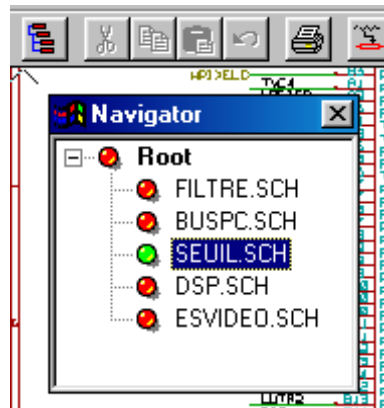 Navigator
Root
FILTRE.SCH
BUSPC.SCH
SEUIL.SCH
DSP.SCH
ESVIDEO.SCH